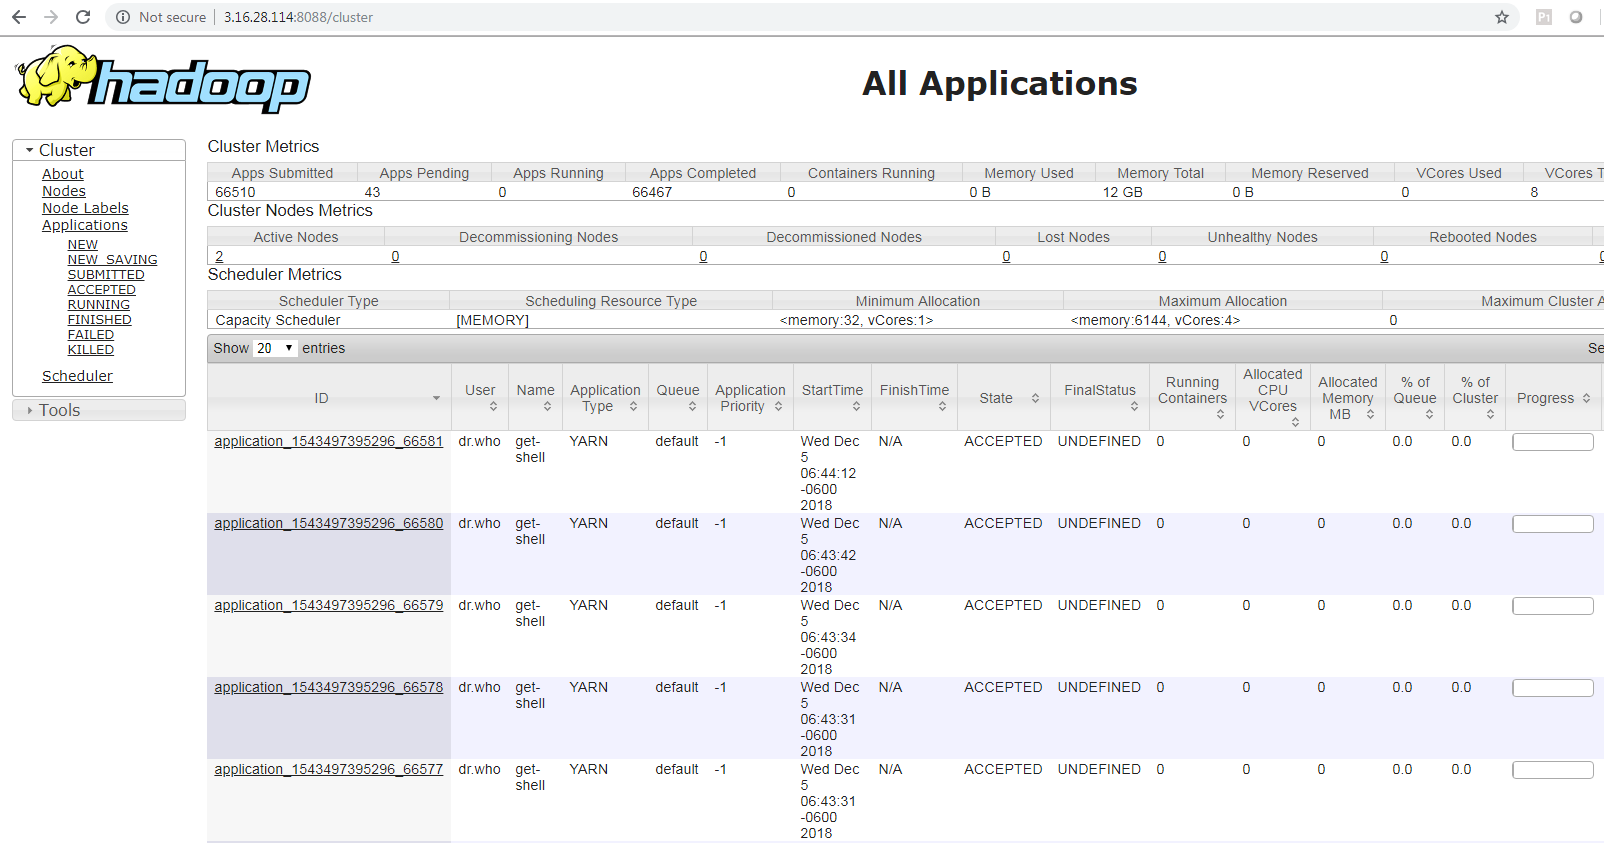 Not secure | 3.16.28.114:8088/cluster
hadoop
All Applications
Cluster
About
Nodes
Node Labels
Applications
NEW
NEW_SAVING
SUBMITTED
ACCEPTED
RUNNING
FINISHED
FAILED
KILLED
Scheduler
Tools
Cluster Metrics
Apps Submitted Apps Pending Apps Running Apps Completed Containers Running Memory Used Memory Total Memory Reserved VCores Used VCores T
66510 43 0 66467 0 0 B 12 GB 0 B 0 8
Cluster Nodes Metrics
Active Nodes Decommissioning Nodes Decommissioned Nodes Lost Nodes Unhealthy Nodes Rebooted Nodes
2 0 0 0 0 0 0
Scheduler Metrics
Scheduler Type Scheduling Resource Type Minimum Allocation Maximum Allocation Maximum Cluster A
Capacity Scheduler [MEMORY] <memory:32, vCores:1> <memory:6144, vCores:4> 0
Show 20 entries Se
ID User Name Application Type Queue Application Priority StartTime FinishTime State FinalStatus Running Containers Allocated CPU VCores Allocated Memory MB % of Queue % of Cluster Progress
application_1543497395296_66581 dr.who get-shell YARN default -1 Wed Dec 5 06:44:12 -0600 2018 N/A ACCEPTED UNDEFINED 0 0 0 0.0 0.0
application_1543497395296_66580 dr.who get-shell YARN default -1 Wed Dec 5 06:43:42 -0600 2018 N/A ACCEPTED UNDEFINED 0 0 0 0.0 0.0
application_1543497395296_66579 dr.who get-shell YARN default -1 Wed Dec 5 06:43:34 -0600 2018 N/A ACCEPTED UNDEFINED 0 0 0 0.0 0.0
application_1543497395296_66578 dr.who get-shell YARN default -1 Wed Dec 5 06:43:31 -0600 2018 N/A ACCEPTED UNDEFINED 0 0 0 0.0 0.0
application_1543497395296_66577 dr.who get-shell YARN default -1 Wed Dec 5 06:43:31 -0600 2018 N/A ACCEPTED UNDEFINED 0 0 0 0.0 0.0